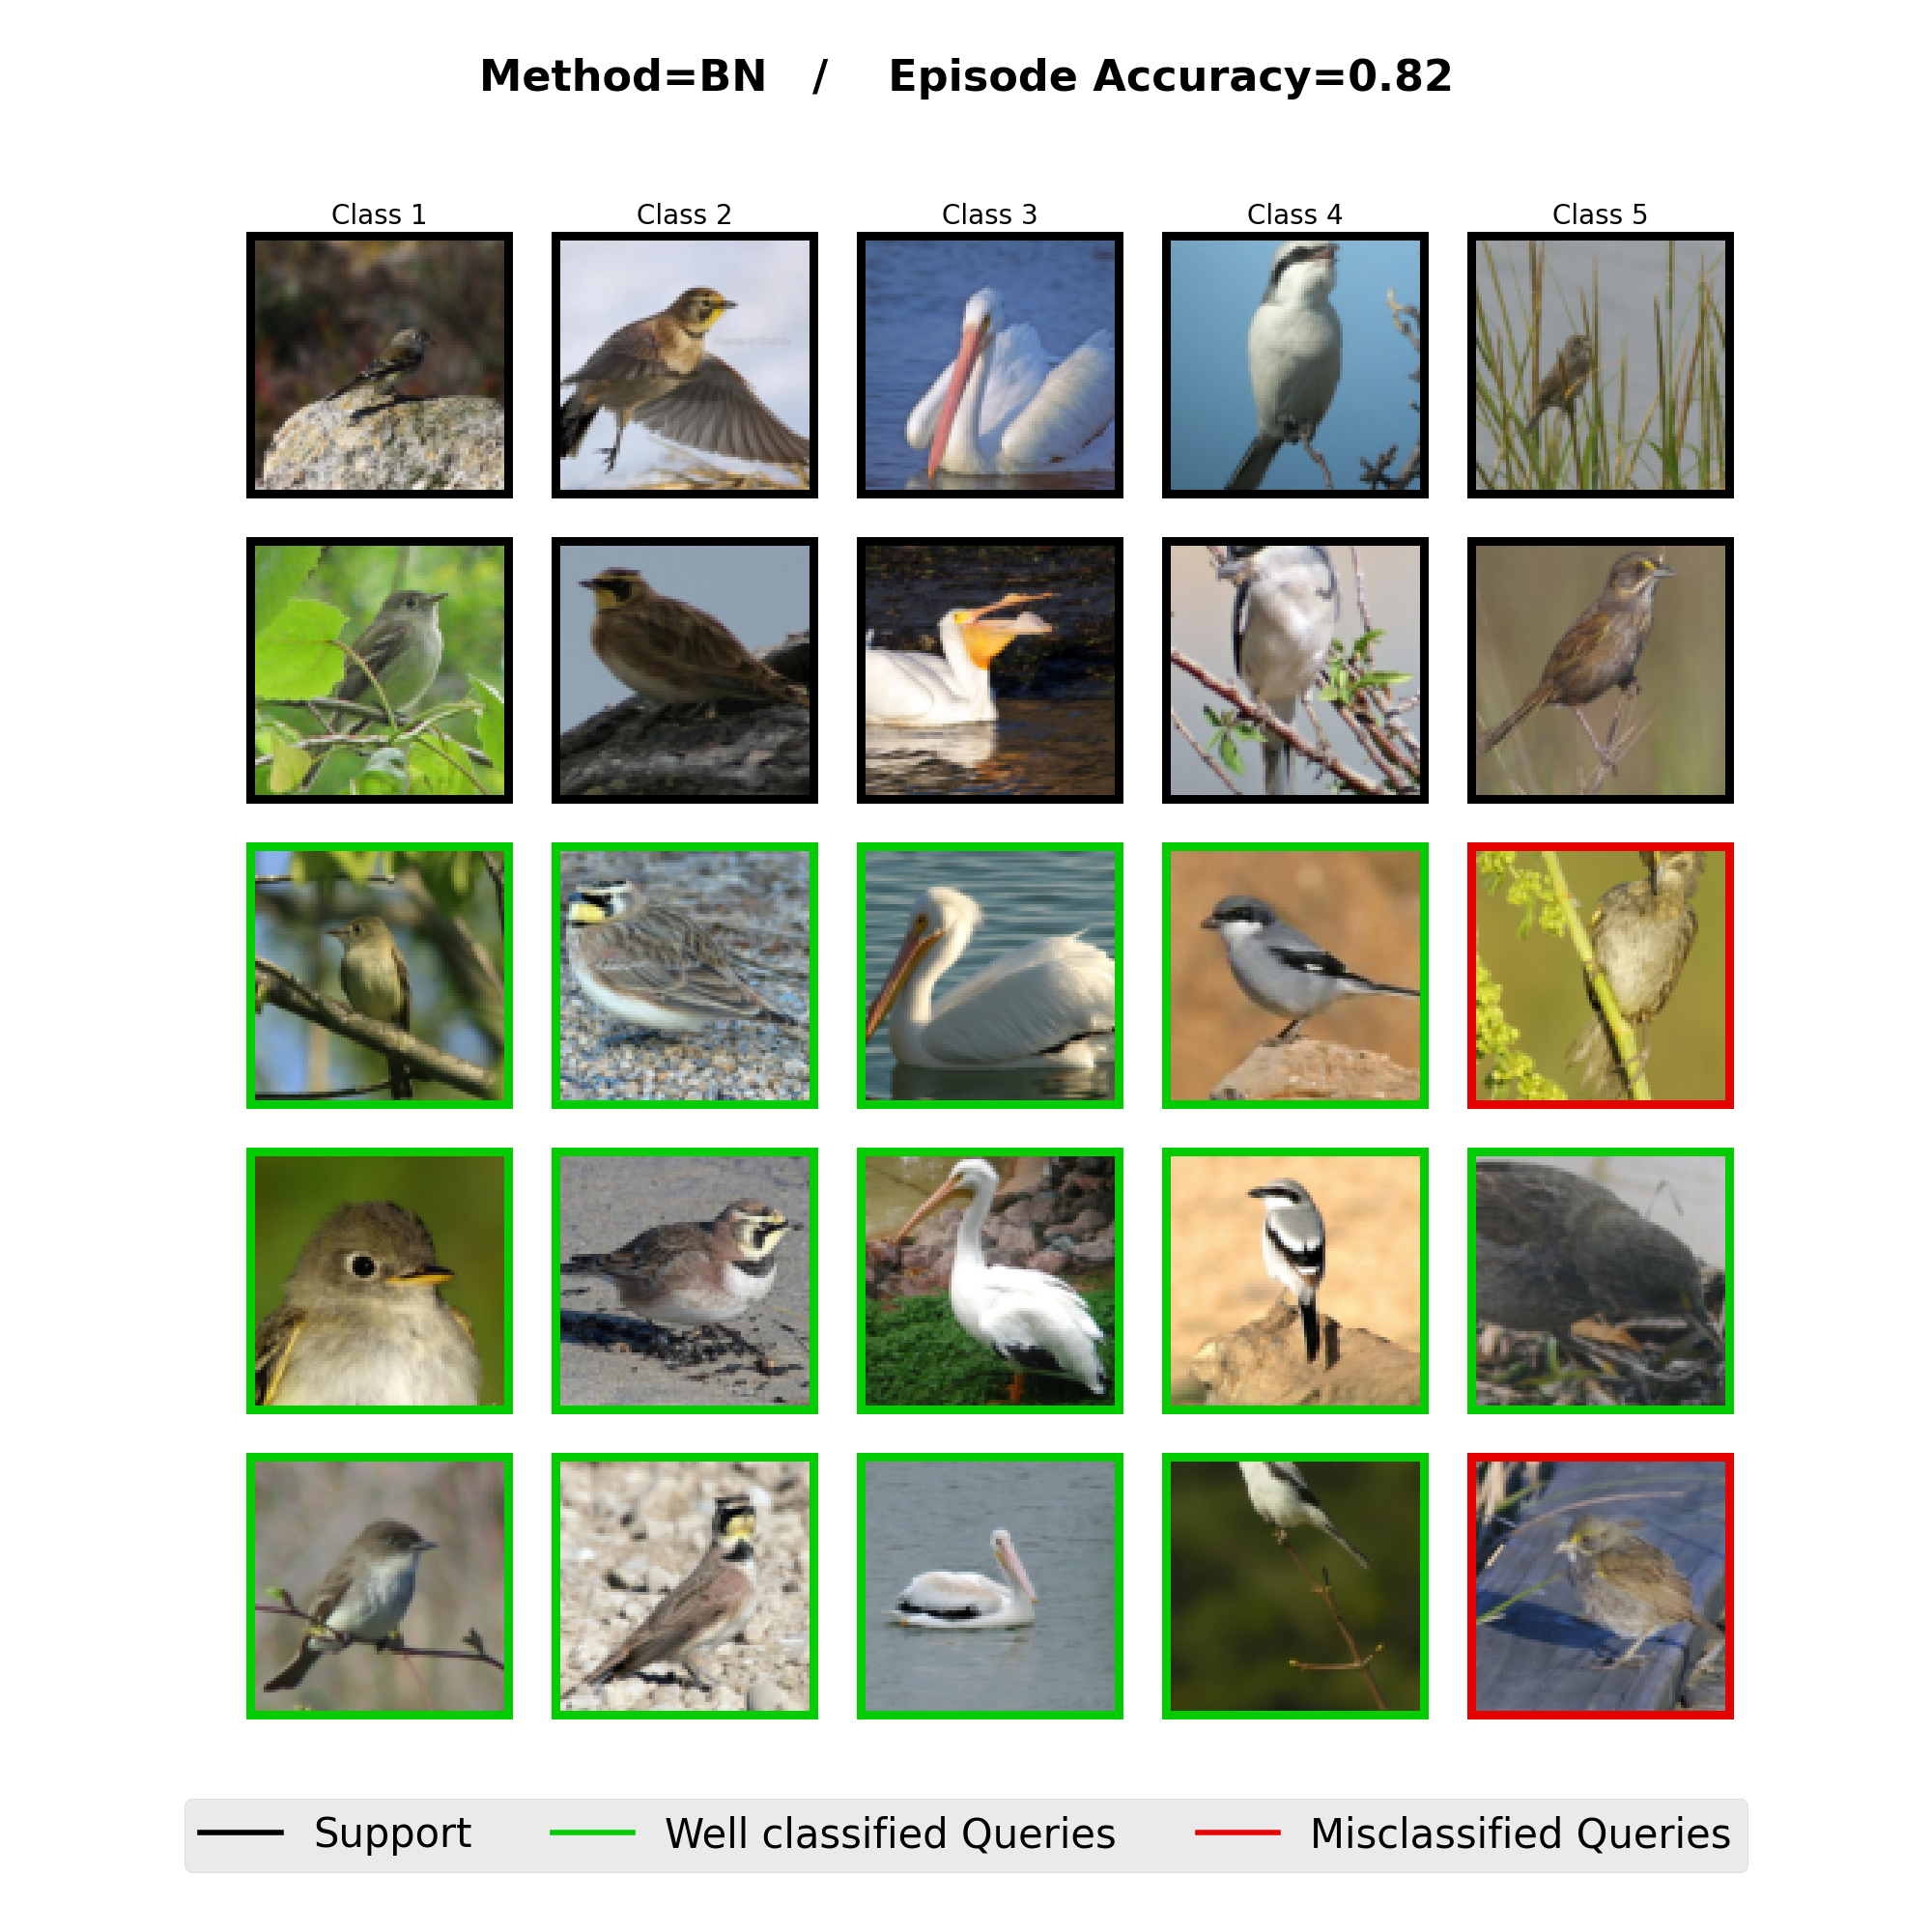 Method=BN / Episode Accuracy=0.82
Class 1 Class 2 Class 3 Class 4 Class 5
Support Well classified Queries Misclassified Queries